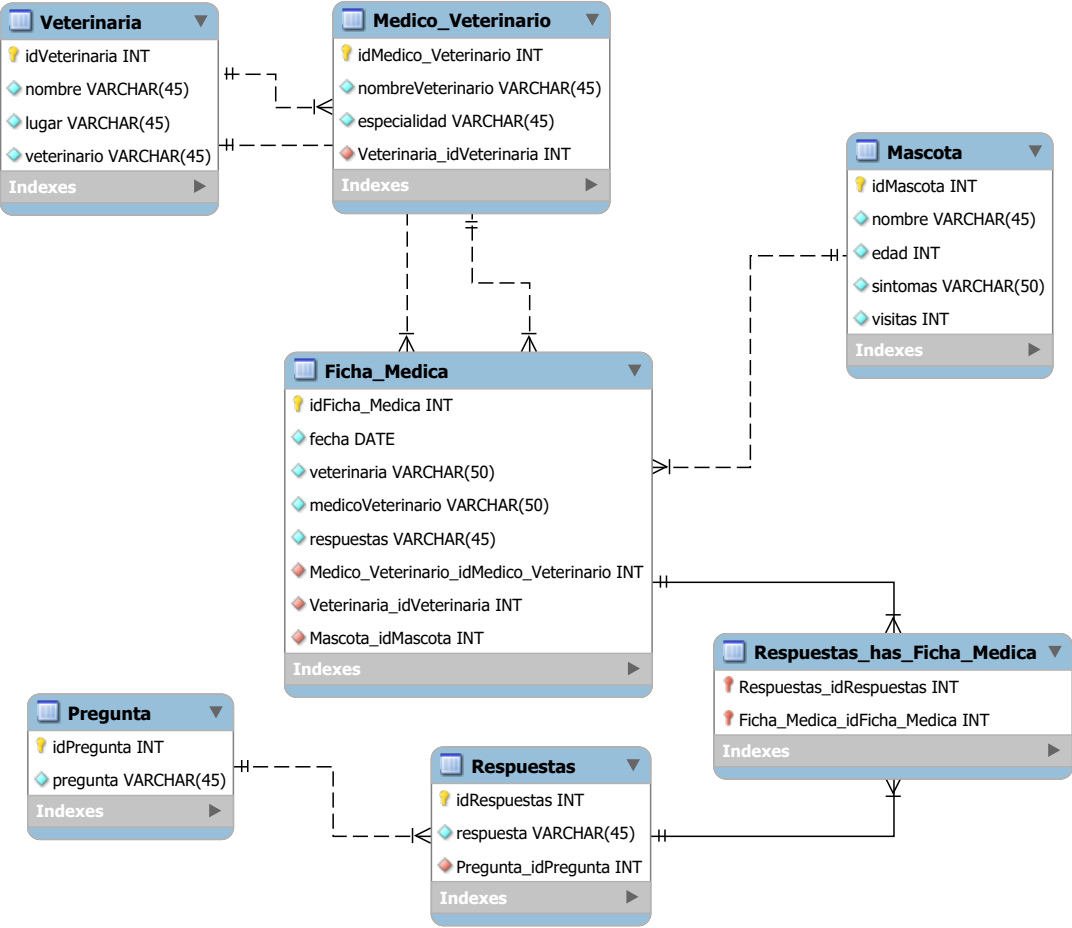 Veterinaria
idVeterinaria INT
nombre VARCHAR(45)
lugar VARCHAR(45)
veterinario VARCHAR(45)
Indexes
Medico_Veterinario
idMedico_Veterinario INT
nombreVeterinario VARCHAR(45)
especialidad VARCHAR(45)
Veterinaria_idVeterinaria INT
Indexes
Mascota
idMascota INT
nombre VARCHAR(45)
edad INT
sintomas VARCHAR(50)
visitas INT
Indexes
Ficha_Medica
idFicha_Medica INT
fecha DATE
veterinaria VARCHAR(50)
medicoVeterinario VARCHAR(50)
respuestas VARCHAR(45)
Medico_Veterinario_idMedico_Veterinario INT
Veterinaria_idVeterinaria INT
Mascota_idMascota INT
Indexes
Respuestas_has_Ficha_Medica
Respuestas_idRespuestas INT
Ficha_Medica_idFicha_Medica INT
Indexes
Pregunta
idPregunta INT
pregunta VARCHAR(45)
Indexes
Respuestas
idRespuestas INT
respuesta VARCHAR(45)
Pregunta_idPregunta INT
Indexes